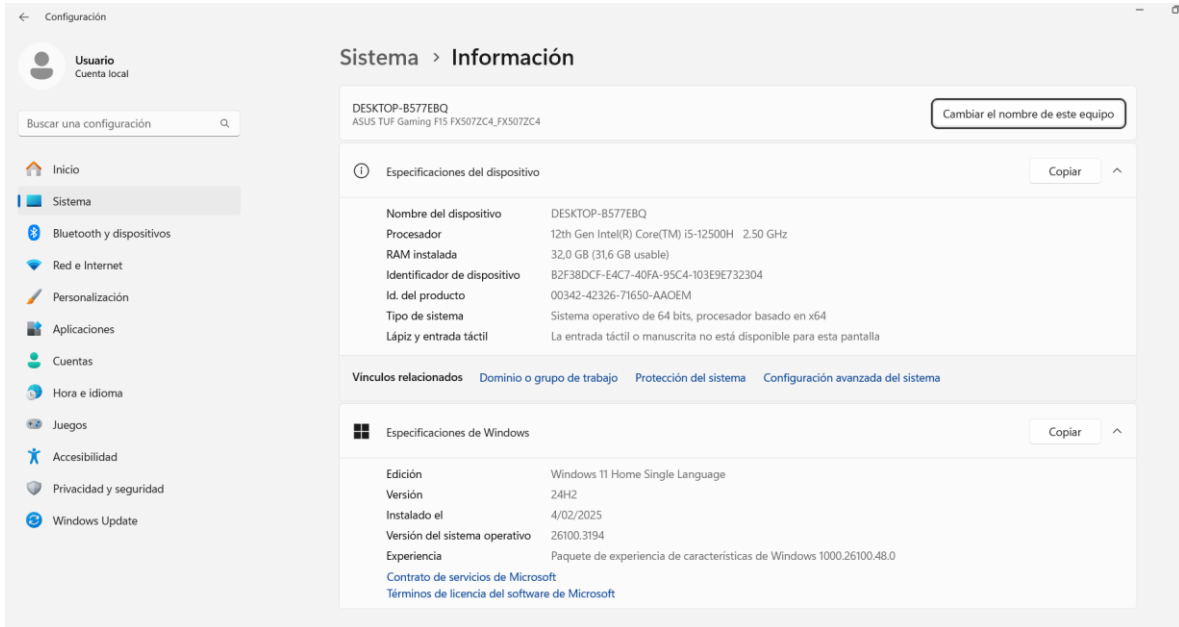 Configuración
Usuario
Cuenta local
Buscar una configuración
Inicio
Sistema
Bluetooth y dispositivos
Red e Internet
Personalización
Aplicaciones
Cuentas
Hora e idioma
Juegos
Accesibilidad
Privacidad y seguridad
Windows Update
Sistema > Información
DESKTOP-B577EBQ
ASUS TUF Gaming F15 FX507ZC4_FX507ZC4
Cambiar el nombre de este equipo
Especificaciones del dispositivo Copiar
Nombre del dispositivo DESKTOP-B577EBQ
Procesador 12th Gen Intel(R) Core(TM) i5-12500H 2.50 GHz
RAM instalada 32,0 GB (31,6 GB usable)
Identificador de dispositivo B2F38DCF-E4C7-40FA-95C4-103E9E732304
Id. del producto 00342-42326-71650-AAOEM
Tipo de sistema Sistema operativo de 64 bits, procesador basado en x64
Lápiz y entrada táctil La entrada táctil o manuscrita no está disponible para esta pantalla
Vínculos relacionados Dominio o grupo de trabajo Protección del sistema Configuración avanzada del sistema
Especificaciones de Windows Copiar
Edición Windows 11 Home Single Language
Versión 24H2
Instalado el 4/02/2025
Versión del sistema operativo 26100.3194
Experiencia Paquete de experiencia de características de Windows 1000.26100.48.0
Contrato de servicios de Microsoft
Términos de licencia del software de Microsoft